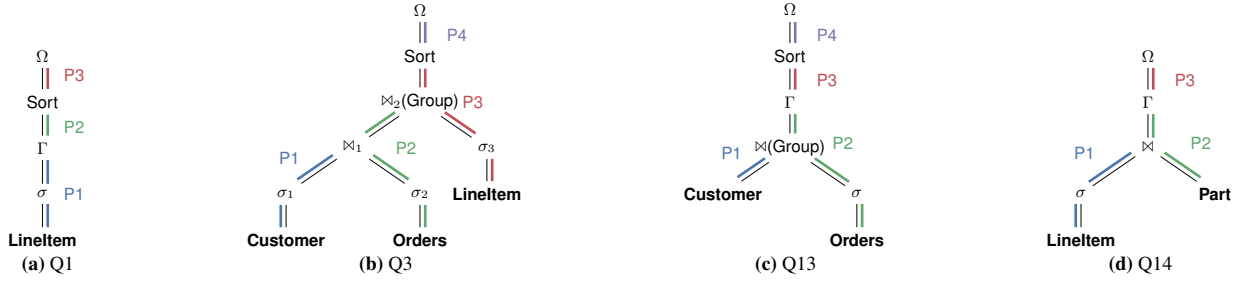 Ω
P3
Sort
P2
Γ
P1
σ
LineItem
(a) Q1
Ω
P4
Sort
⋈₂(Group) P3
P1 ⋈₁ P2 σ₃
σ₁ σ₂ LineItem
Customer Orders
(b) Q3
Ω
P4
Sort
P3
Γ
P1 ⋈(Group) P2
Customer σ
Orders
(c) Q13
Ω
P3
Γ
P1 ⋈ P2
σ Part
LineItem
(d) Q14